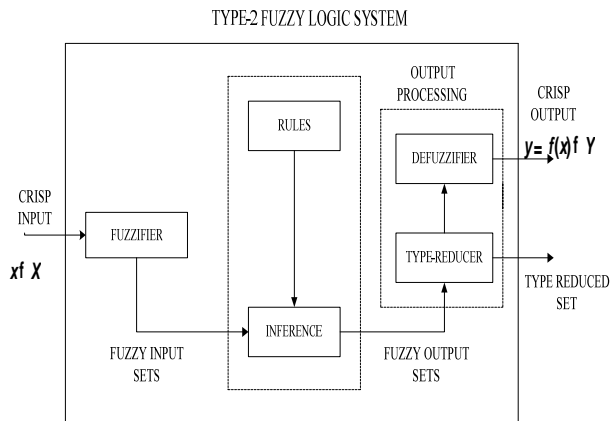 TYPE-2 FUZZY LOGIC SYSTEM
OUTPUT
PROCESSING
CRISP
OUTPUT
RULES
DEFUZZIFIER
y= f(x)f Y
CRISP
INPUT
FUZZIFIER
TYPE-REDUCER
xf X
TYPE REDUCED
SET
INFERENCE
FUZZY INPUT
SETS
FUZZY OUTPUT
SETS